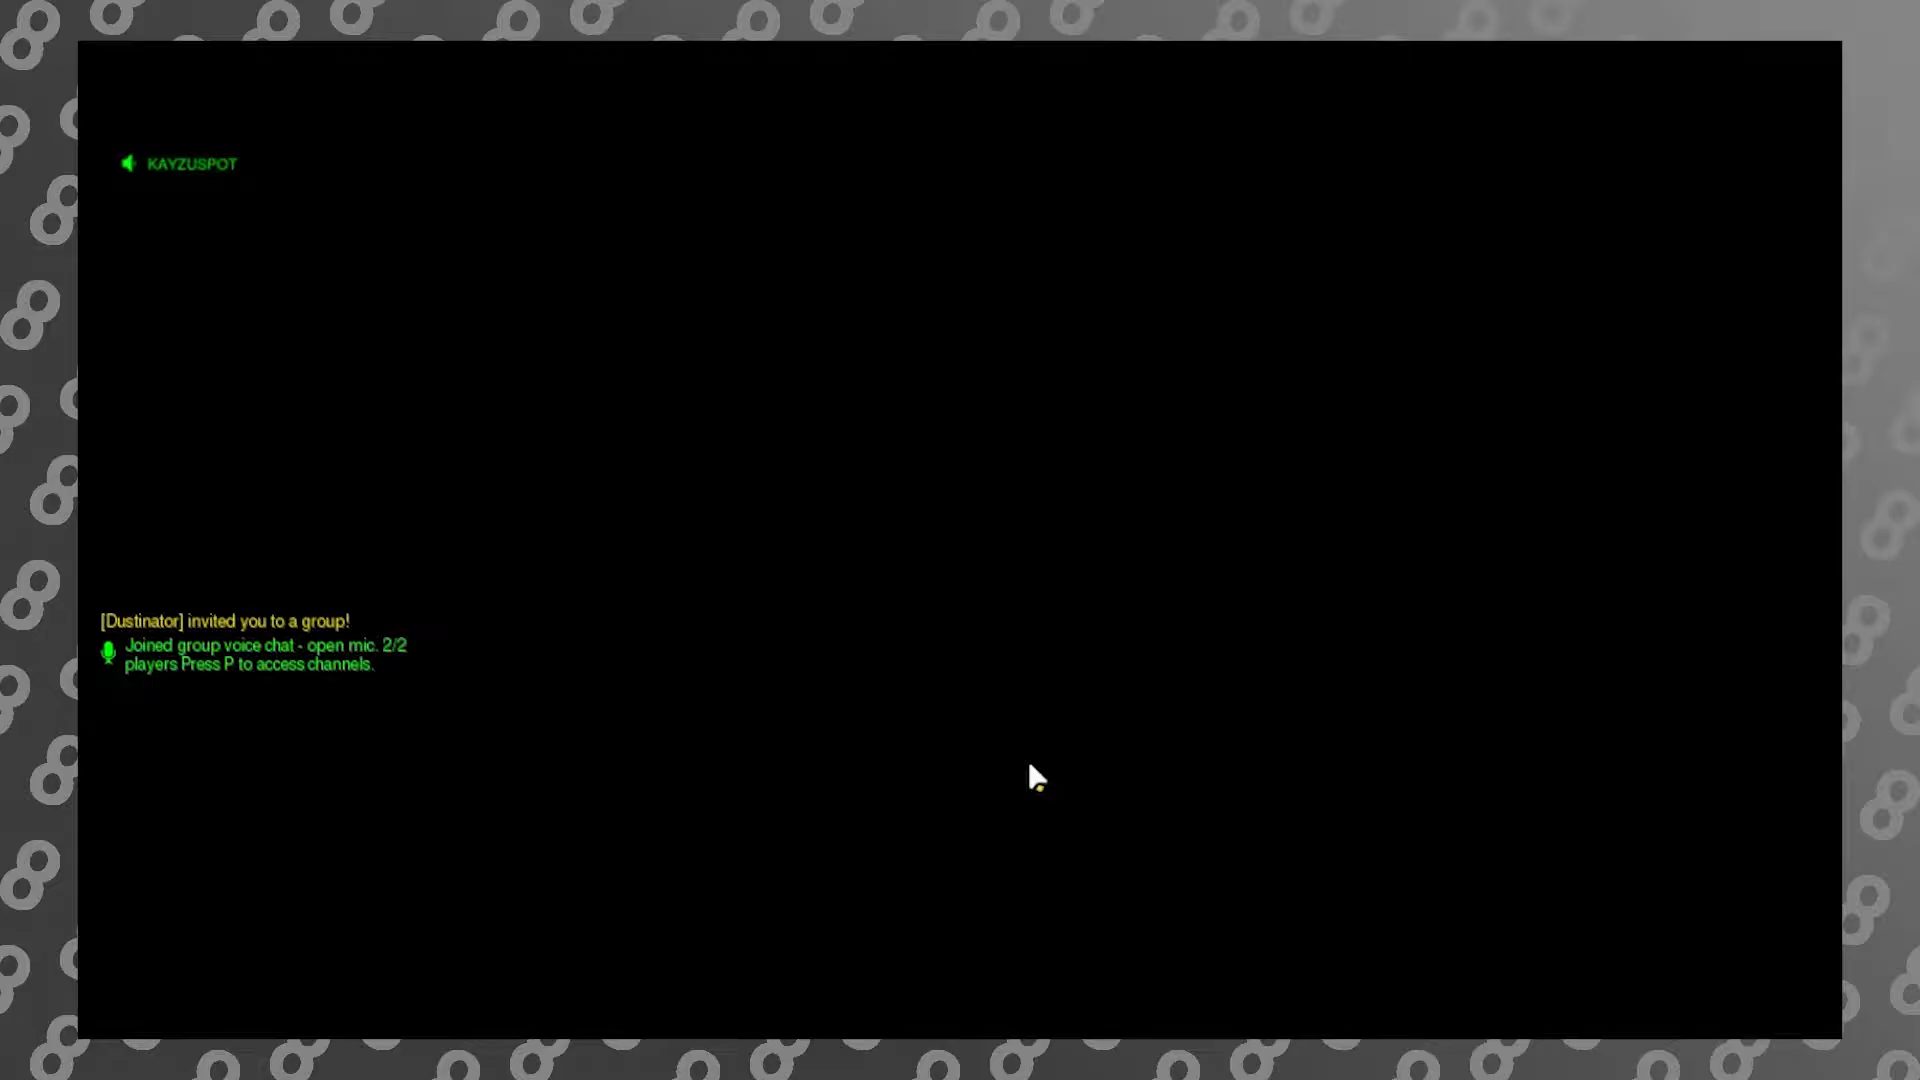 KAYZUSPOT
[Dustinator] invited you to a group!
Joined group voice chat - open mic. 2/2
players Press P to access channels.